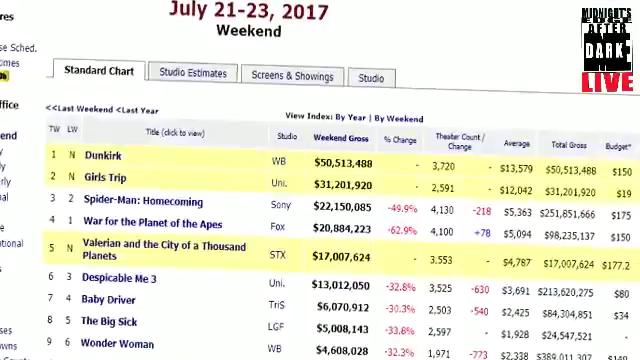 July 21-23, 2017
MIDNIGHT'S
EDGE
AFTER
DARK
LIVE
Weekend
Standard Chart
Studio Estimates
Screens & Showings
Studio
<<Last Weekend <Last Year
View Index: By Year | By Weekend
TW LW Title (click to view) Studio Weekend Gross % Change Theater Count / Change Average Total Gross Budget*
1 N Dunkirk WB $50,513,488 - 3,720 - $13,579 $50,513,488 $150
2 N Girls Trip Uni. $31,201,920 - 2,591 - $12,042 $31,201,920 $19
3 2 Spider-Man: Homecoming Sony $22,150,085 -49.9% 4,130 -218 $5,363 $251,851,666 $175
4 1 War for the Planet of the Apes Fox $20,884,223 -62.9% 4,100 +78 $5,094 $98,235,137 $150
5 N Valerian and the City of a Thousand Planets STX $17,007,624 - 3,553 - $4,787 $17,007,624 $177.2
6 3 Despicable Me 3 Uni. $13,012,050 -32.8% 3,525 -630 $3,691 $213,620,275 $80
7 4 Baby Driver TriS $6,070,912 -30.3% 2,503 -540 $2,425 $84,304,851 $34
8 5 The Big Sick LGF $5,008,143 -33.8% 2,597 - $1,928 $24,547,521 -
9 6 Wonder Woman WB $4,608,028 -32.3% 1,971 -773 $2,338